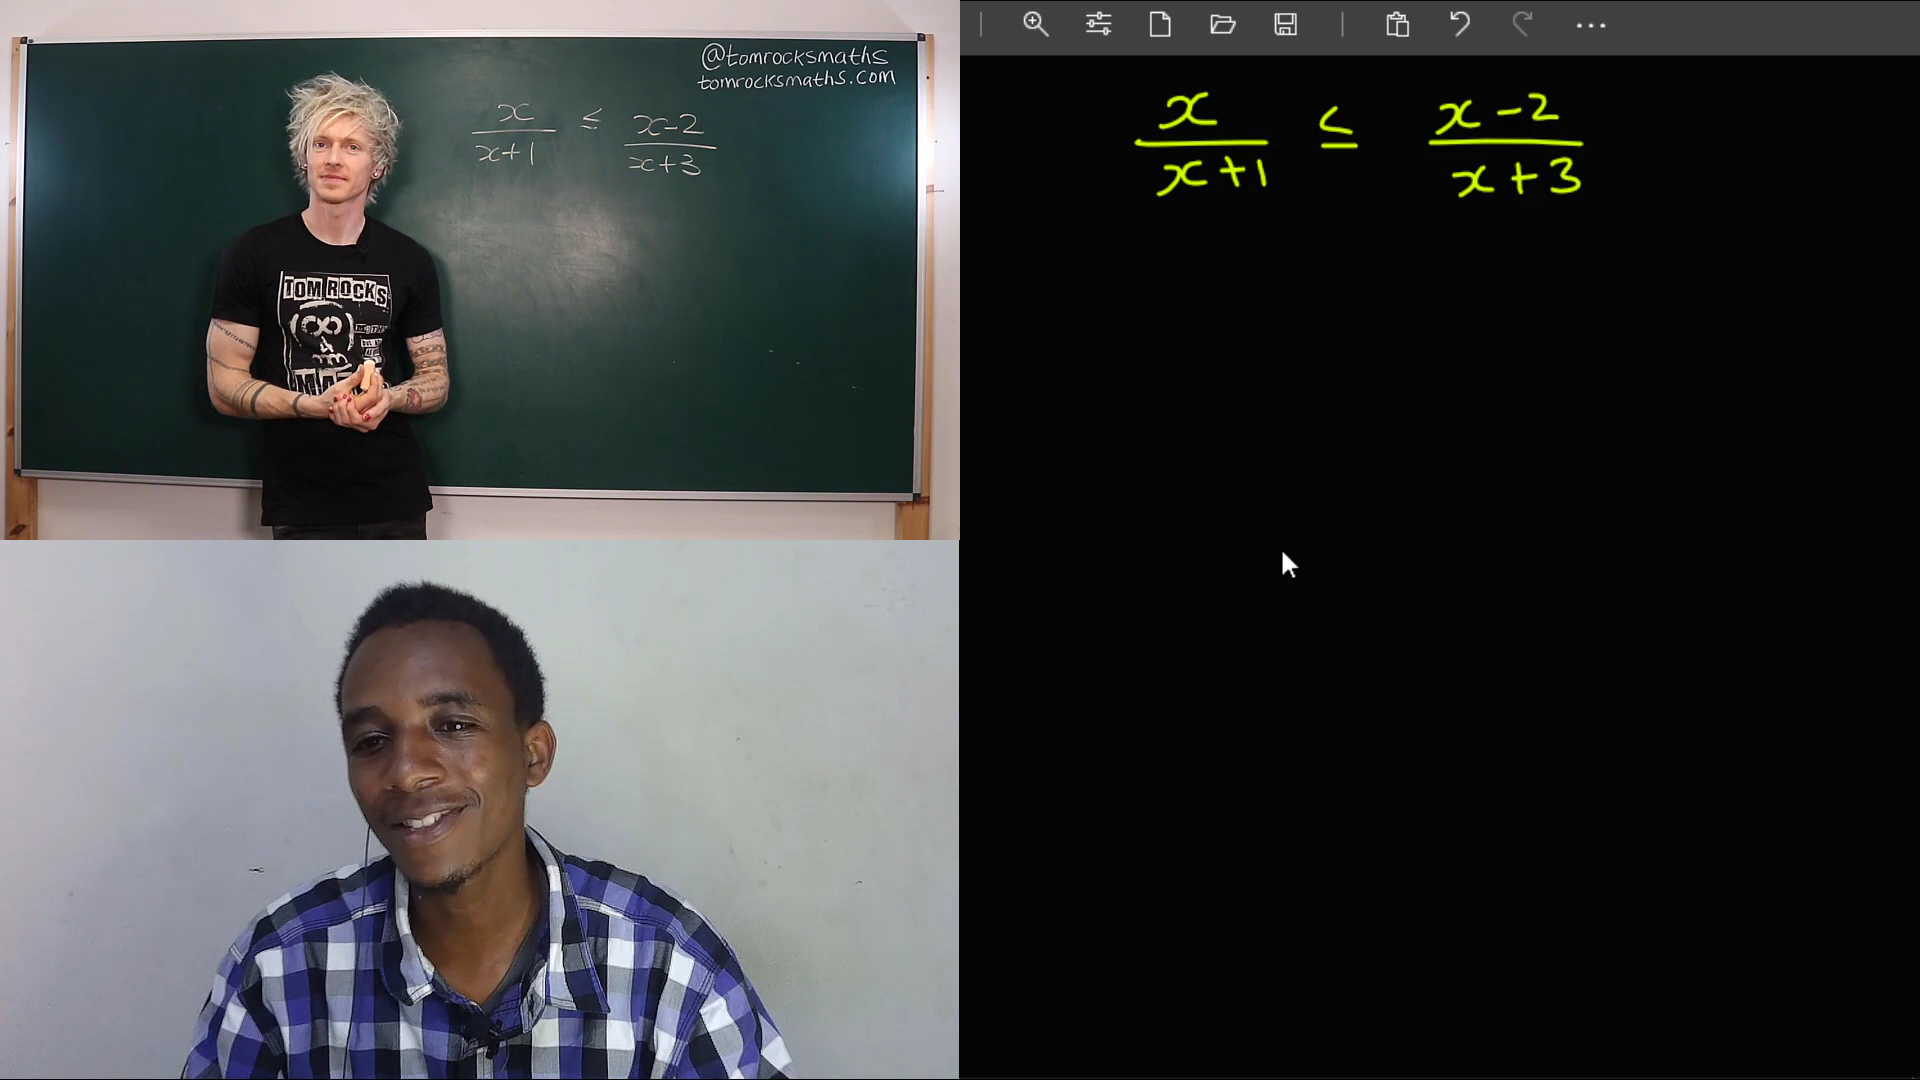 @tomrocksmaths
tomrocksmaths.com
x/(x+1) ≤ (x-2)/(x+3)
TOM ROCKS
x/(x+1) ≤ (x-2)/(x+3)